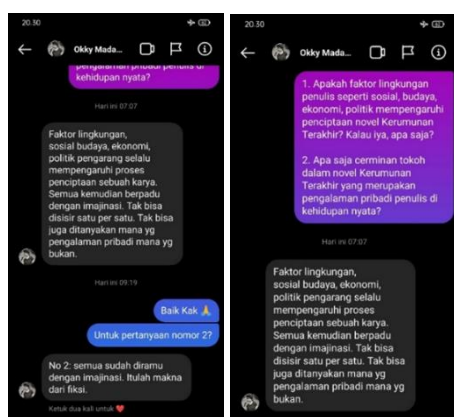 20.30
Okky Mada...
pengalaman pribadi penulis di
kehidupan nyata?
Hari ini 07.07
Faktor lingkungan,
sosial budaya, ekonomi,
politik pengarang selalu
mempengaruhi proses
penciptaan sebuah karya.
Semua kemudian berpadu
dengan imajinasi. Tak bisa
disisir satu per satu. Tak bisa
juga ditanyakan mana yg
pengalaman pribadi mana yg
bukan.
Hari ini 09.19
Baik Kak 🙏
Untuk pertanyaan nomor 2?
No 2: semua sudah diramu
dengan imajinasi. Itulah makna
dari fiksi.
Ketuk dua kali untuk ❤️
20.30
Okky Mada...
1. Apakah faktor lingkungan
penulis seperti sosial, budaya,
ekonomi, politik mempengaruhi
penciptaan novel Kerumunan
Terakhir? Kalau iya, apa saja?
2. Apa saja cerminan tokoh
dalam novel Kerumunan
Terakhir yang merupakan
pengalaman pribadi penulis di
kehidupan nyata?
Hari ini 07.07
Faktor lingkungan,
sosial budaya, ekonomi,
politik pengarang selalu
mempengaruhi proses
penciptaan sebuah karya.
Semua kemudian berpadu
dengan imajinasi. Tak bisa
disisir satu per satu. Tak bisa
juga ditanyakan mana yg
pengalaman pribadi mana yg
bukan.